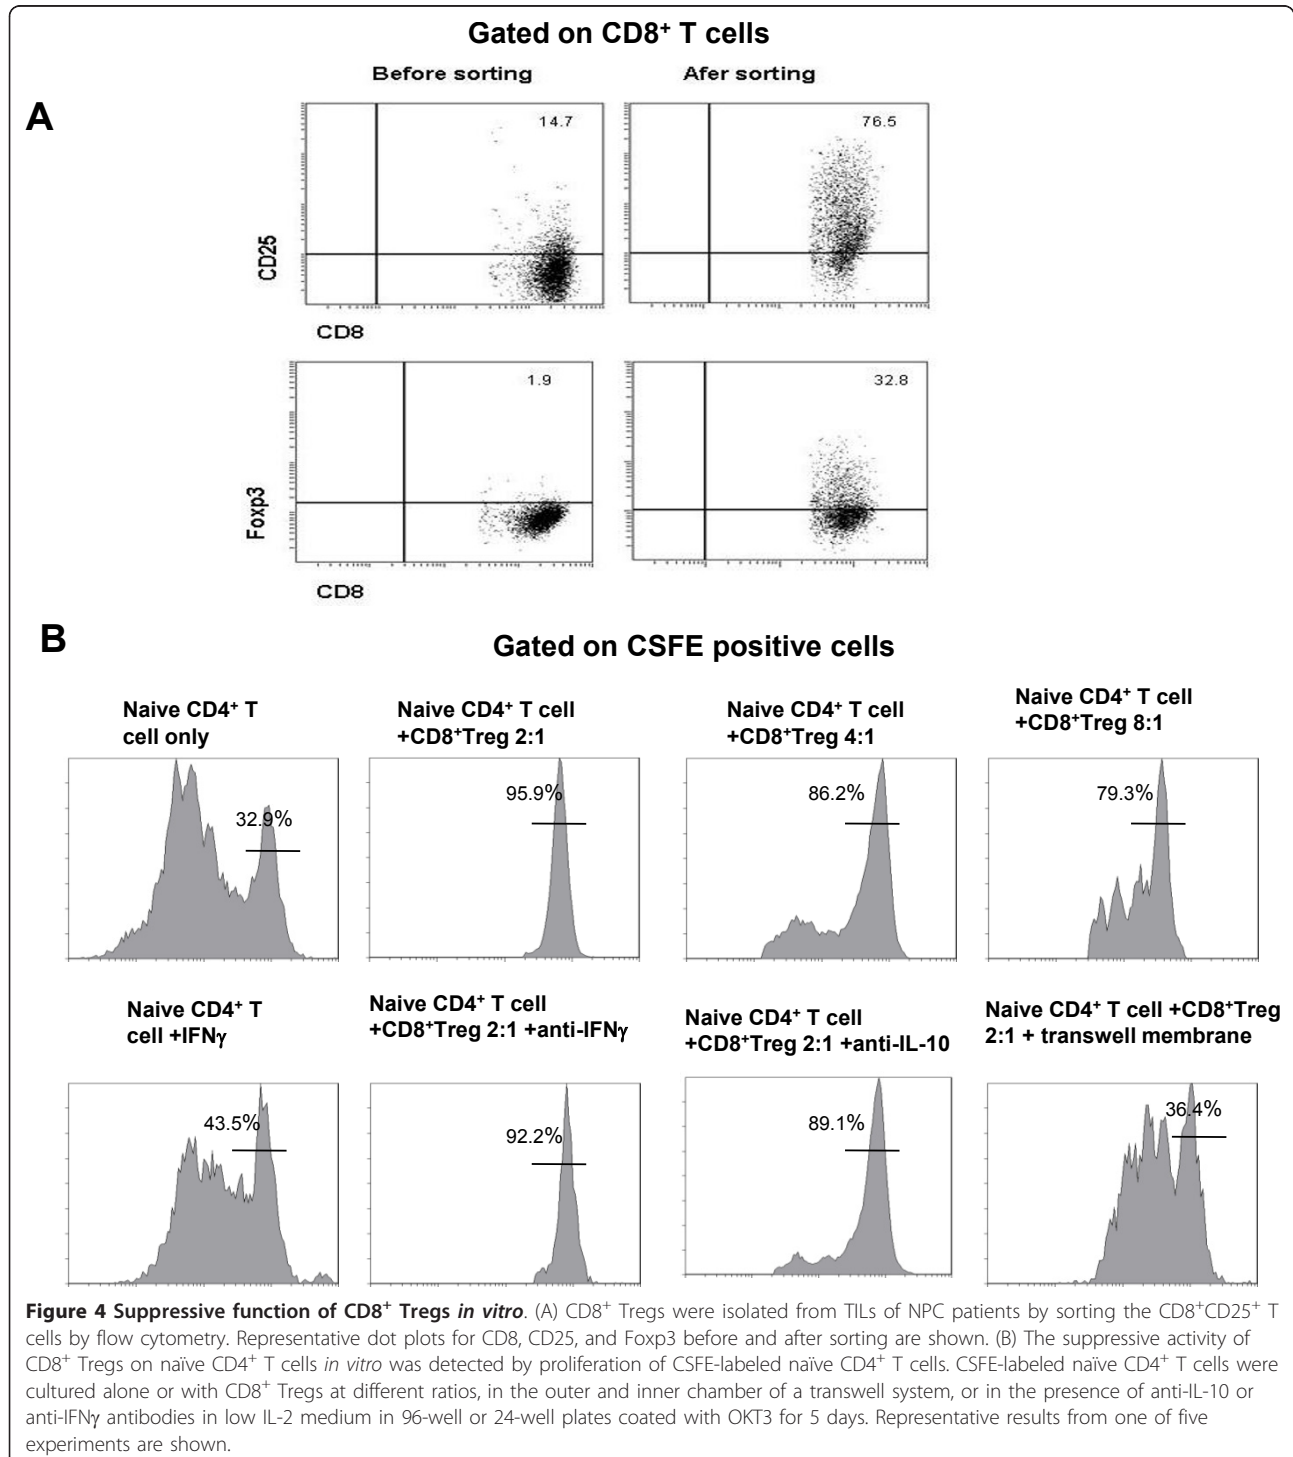 Gated on CD8⁺ T cells
Before sorting
Afer sorting
A
14.7
76.5
CD25
CD8
1.9
32.8
Foxp3
CD8
B
Gated on CSFE positive cells
Naive CD4⁺ T
cell only
Naive CD4⁺ T cell
+CD8⁺Treg 2:1
Naive CD4⁺ T cell
+CD8⁺Treg 4:1
Naive CD4⁺ T cell
+CD8⁺Treg 8:1
32.9%
95.9%
86.2%
79.3%
Naive CD4⁺ T
cell +IFNγ
Naive CD4⁺ T cell
+CD8⁺Treg 2:1 +anti-IFNγ
Naive CD4⁺ T cell
+CD8⁺Treg 2:1 +anti-IL-10
Naive CD4⁺ T cell +CD8⁺Treg
2:1 + transwell membrane
43.5%
92.2%
89.1%
36.4%
Figure 4 Suppressive function of CD8⁺ Tregs in vitro. (A) CD8⁺ Tregs were isolated from TILs of NPC patients by sorting the CD8⁺CD25⁺ T
cells by flow cytometry. Representative dot plots for CD8, CD25, and Foxp3 before and after sorting are shown. (B) The suppressive activity of
CD8⁺ Tregs on naïve CD4⁺ T cells in vitro was detected by proliferation of CSFE-labeled naïve CD4⁺ T cells. CSFE-labeled naïve CD4⁺ T cells were
cultured alone or with CD8⁺ Tregs at different ratios, in the outer and inner chamber of a transwell system, or in the presence of anti-IL-10 or
anti-IFNγ antibodies in low IL-2 medium in 96-well or 24-well plates coated with OKT3 for 5 days. Representative results from one of five
experiments are shown.